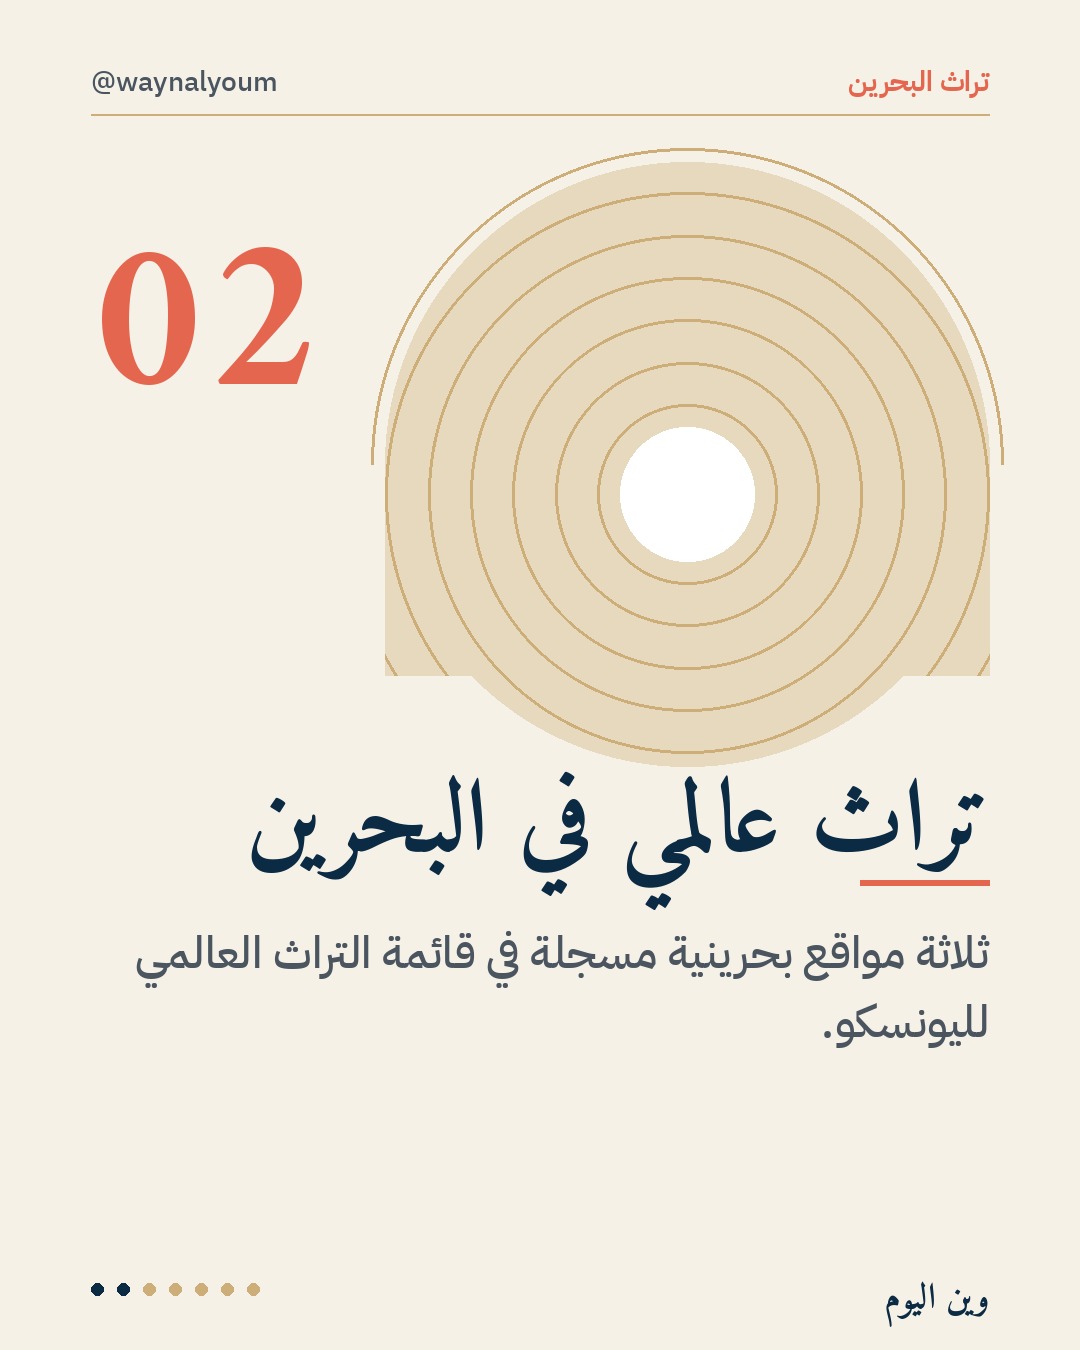 تراث البحرين
@waynalyoum
02
تراث عالمي في البحرين
ثلاثة مواقع بحرينية مسجلة في قائمة التراث العالمي
لليونسكو.
وين اليوم